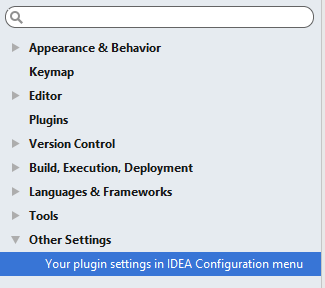 Appearance & Behavior
Keymap
Editor
Plugins
Version Control
Build, Execution, Deployment
Languages & Frameworks
Tools
Other Settings
Your plugin settings in IDEA Configuration menu